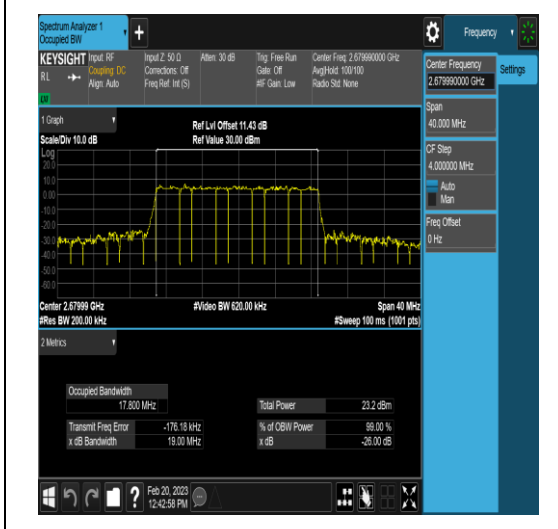 Spectrum Analyzer 1
Occupied BW
+
Frequency
KEYSIGHT
Input: RF
Input Z: 50 Ω
Atten: 30 dB
Trig: Free Run
Center Freq: 2.679990000 GHz
RL
Coupling: DC
Corrections: Off
Gate: Off
Avg|Hold: 100/100
Align: Auto
Freq Ref: Int (S)
#IF Gain: Low
Radio Std: None
Center Frequency
2.679990000 GHz
Settings
Span
40.000 MHz
CF Step
4.000000 MHz
Auto
Man
Freq Offset
0 Hz
1 Graph
Ref Lvl Offset 11.43 dB
Scale/Div 10.0 dB
Ref Value 30.00 dBm
Log
20.0
10.0
0.00
-10.0
-20.0
-30.0
-40.0
-50.0
-60.0
Center 2.67999 GHz
#Video BW 620.00 kHz
Span 40 MHz
#Res BW 200.00 kHz
#Sweep 100 ms (1001 pts)
2 Metrics
Occupied Bandwidth
17.800 MHz
Total Power
23.2 dBm
Transmit Freq Error
-176.18 kHz
% of OBW Power
99.00 %
x dB Bandwidth
19.00 MHz
x dB
-26.00 dB
?
Feb 20, 2023
12:42:58 PM